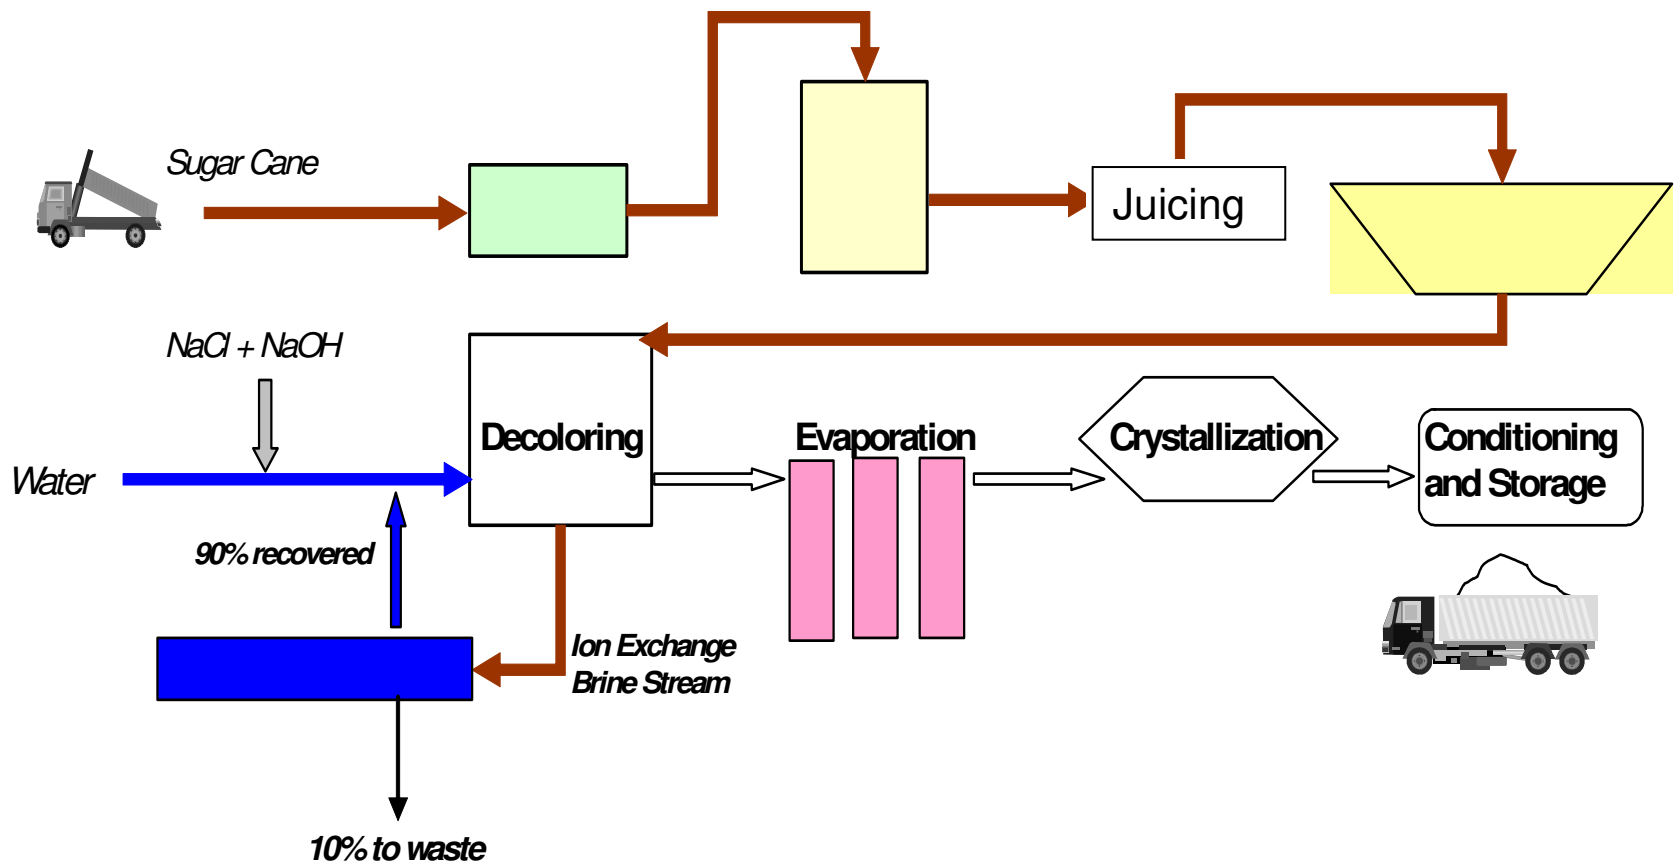 Sugar Cane
Juicing
NaCl + NaOH
Decoloring
Evaporation
Crystallization
Conditioning
and Storage
Water
90% recovered
Ion Exchange
Brine Stream
10% to waste